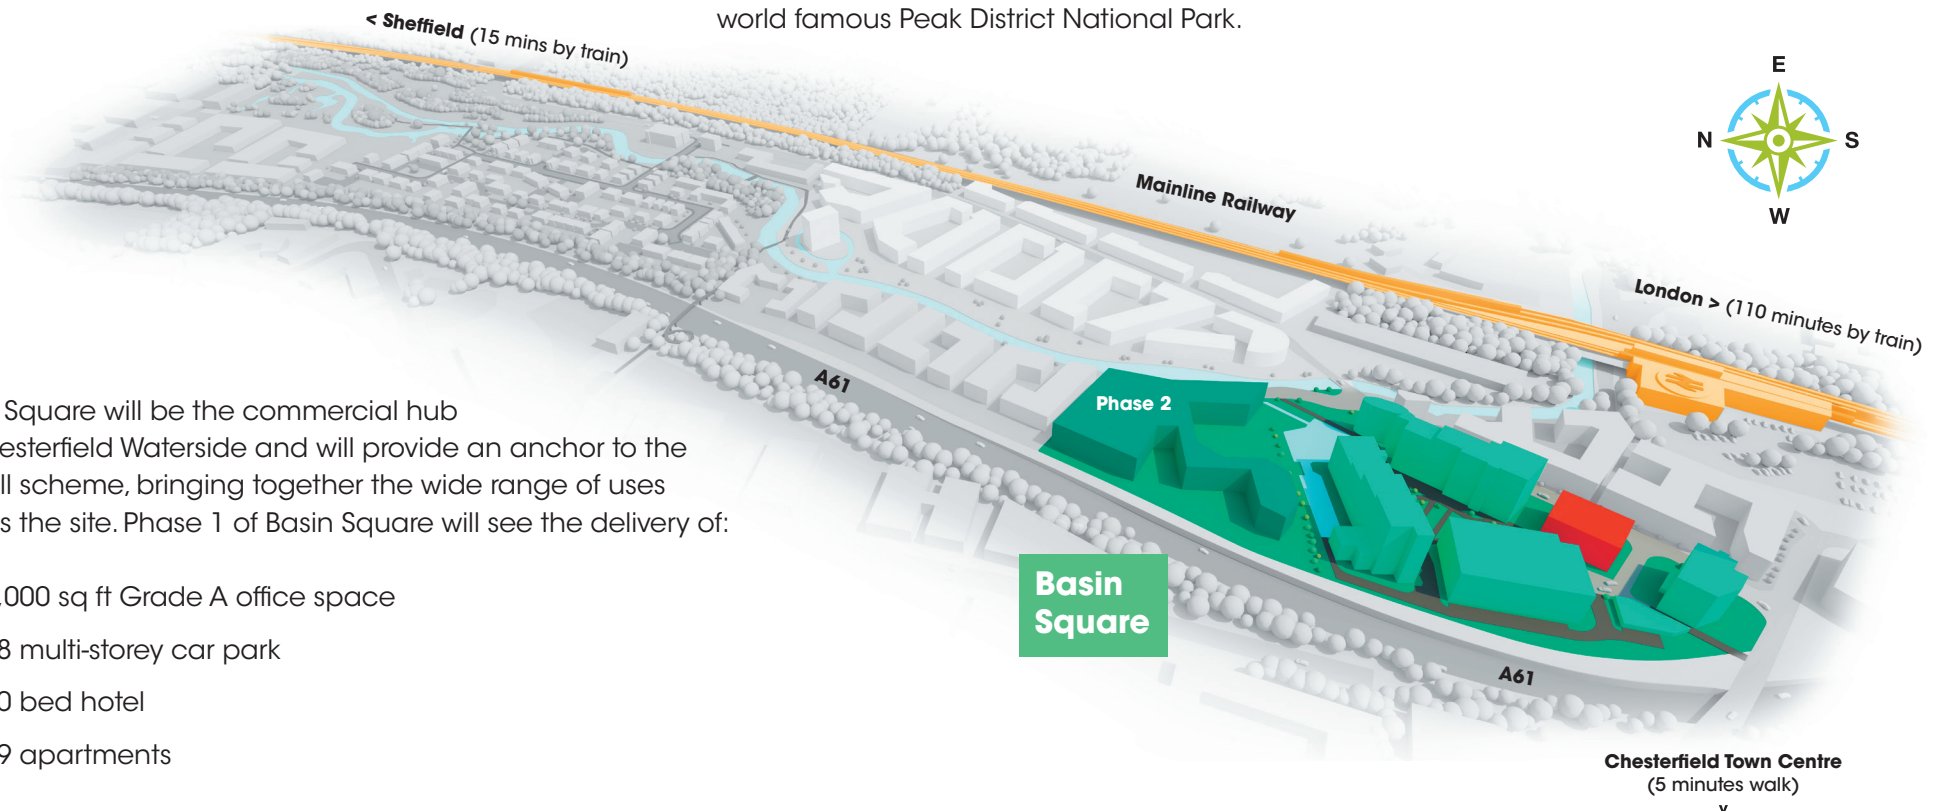 world famous Peak District National Park.
< Sheffield (15 mins by train)
E
N
S
W
Mainline Railway
London > (110 minutes by train)
A61
Phase 2
Square will be the commercial hub
esterfield Waterside and will provide an anchor to the
ll scheme, bringing together the wide range of uses
s the site. Phase 1 of Basin Square will see the delivery of:
,000 sq ft Grade A office space
8 multi-storey car park
0 bed hotel
9 apartments
Basin
Square
A61
Chesterfield Town Centre
(5 minutes walk)
v